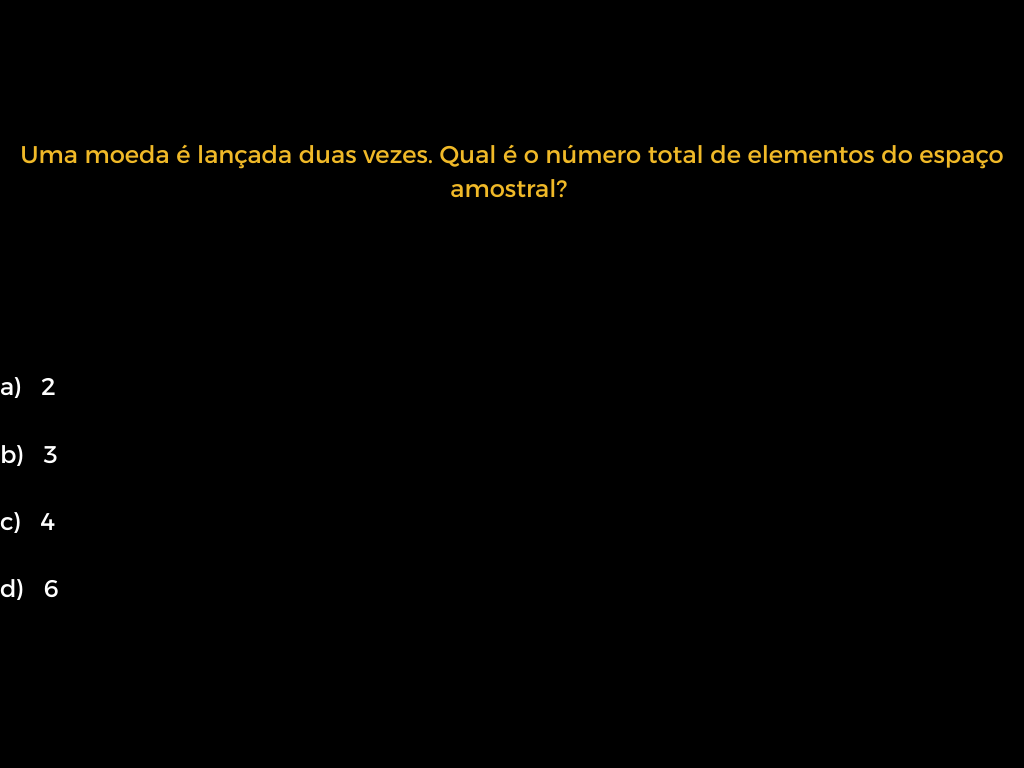 Uma moeda é lançada duas vezes. Qual é o número total de elementos do espaço
amostral?
a) 2
b) 3
c) 4
d) 6